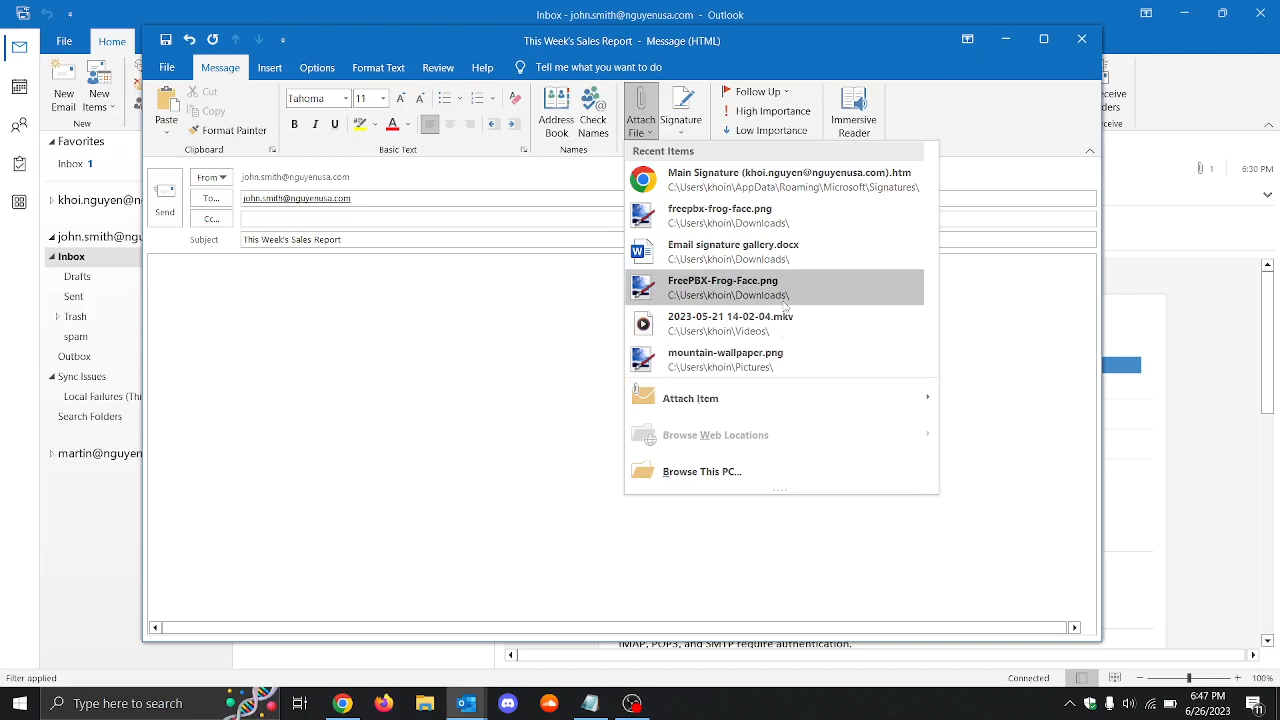 Inbox - john.smith@nguyenusa.com - Outlook
This Week's Sales Report - Message (HTML)
File
Home
File
Message
Insert
Options
Format Text
Review
Help
Tell me what you want to do
New Email
New Items
New
Paste
Cut
Copy
Format Painter
Clipboard
Tahoma
11
B
I
U
A
Basic Text
Address Book
Check Names
Names
Attach File
Signature
Follow Up
High Importance
Low Importance
Immersive Reader
Recent Items
Main Signature (khoi.nguyen@nguyenusa.com).htm
C:\Users\khoin\AppData\Roaming\Microsoft\Signatures\
freepbx-frog-face.png
C:\Users\khoin\Downloads\
Email signature gallery.docx
C:\Users\khoin\Downloads\
FreePBX-Frog-Face.png
C:\Users\khoin\Downloads\
2023-05-21 14-02-04.mkv
C:\Users\khoin\Videos\
mountain-wallpaper.png
C:\Users\khoin\Pictures\
Attach Item
Browse Web Locations
Browse This PC...
Send
From
john.smith@nguyenusa.com
To...
john.smith@nguyenusa.com
Cc...
Subject
This Week's Sales Report
1
6:30 PM
Favorites
Inbox 1
khoi.nguyen@
john.smith@ngu
Inbox
Drafts
Sent
Trash
spam
Outbox
Sync Issues
Local Failures (Thi
Search Folders
martin@nguyen
IMAP, POP3, and SMTP require authentication.
Filter applied
Connected
100%
Type here to search
6:47 PM
6/26/2023
11